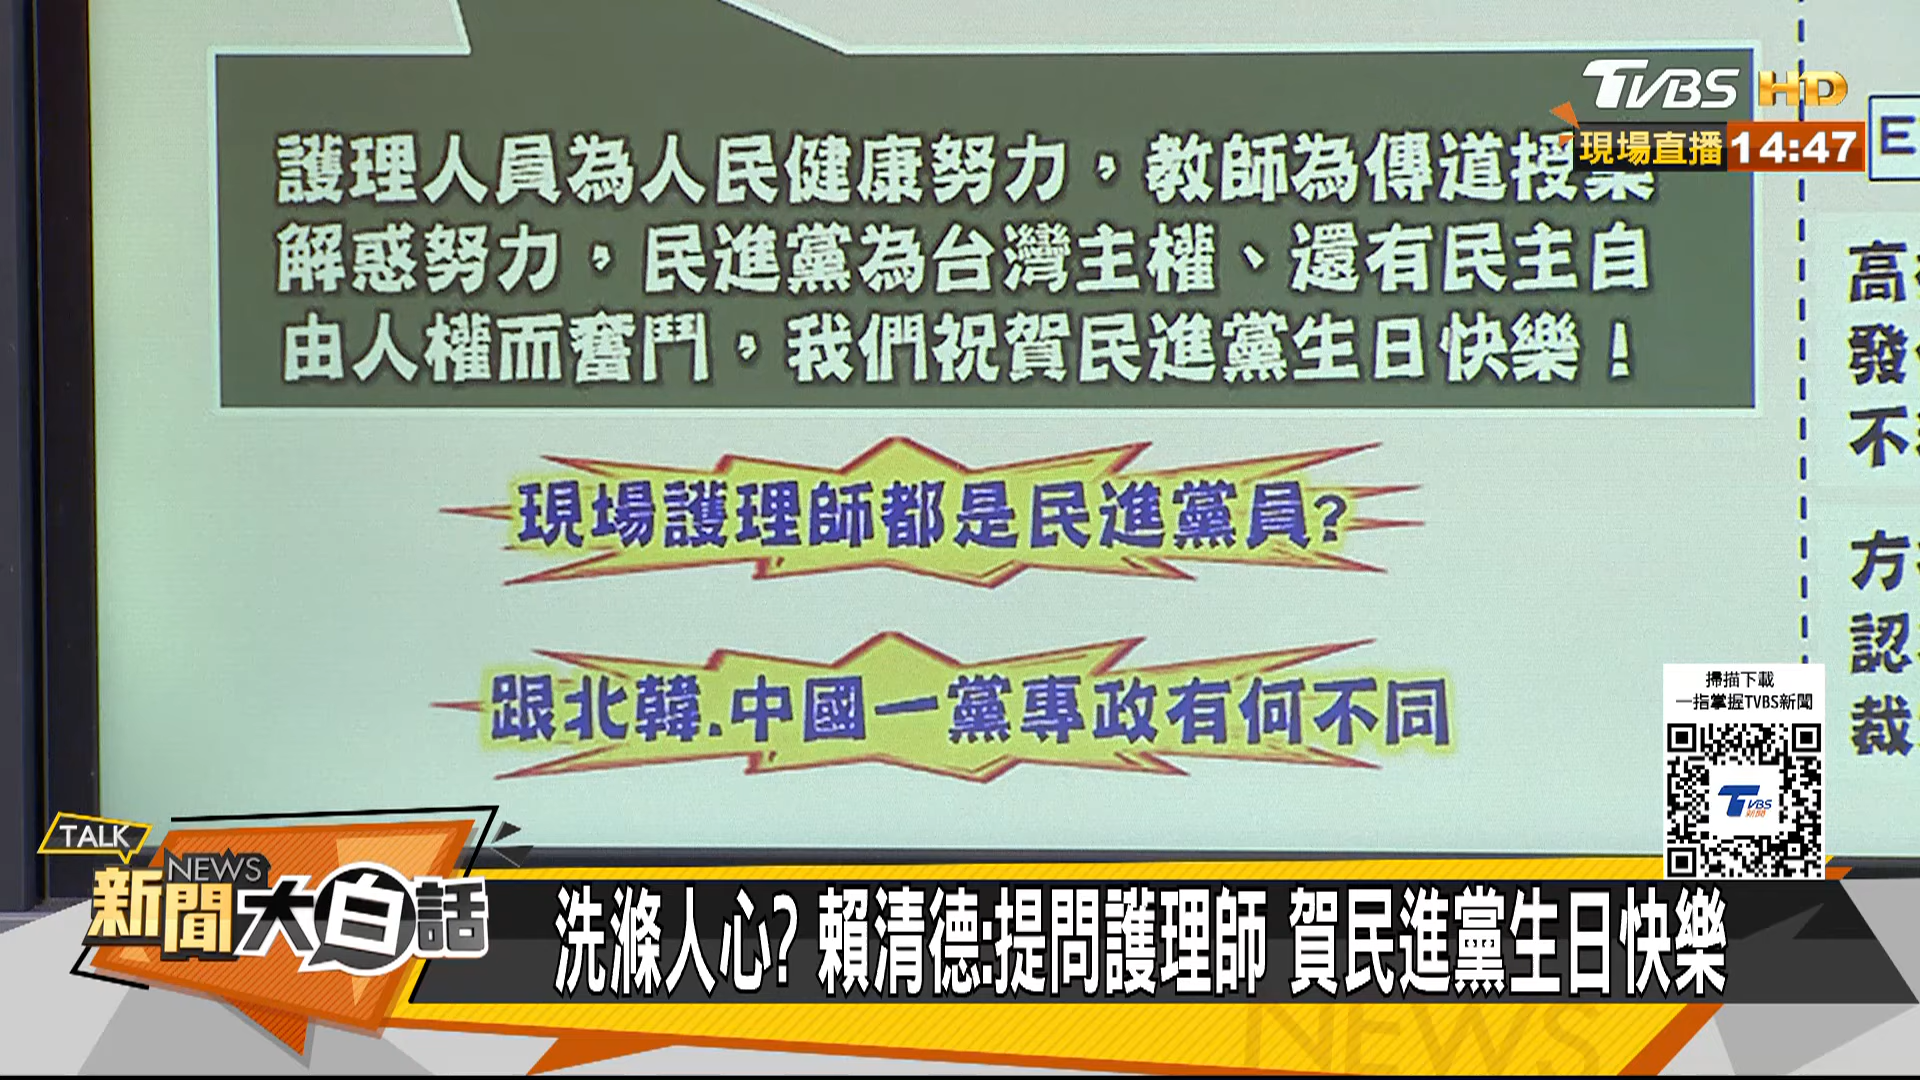 TVBS HD
現場直播 14:47
護理人員為人民健康努力，教師為傳道授業
解惑努力，民進黨為台灣主權、還有民主自
由人權而奮鬥，我們祝賀民進黨生日快樂！
現場護理師都是民進黨員?
跟北韓.中國一黨專政有何不同
E
高
發
不
方
認
裁
掃描下載
一指掌握TVBS新聞
TVBS
新聞
TALK
NEWS
新聞大白話
洗滌人心? 賴清德:提問護理師 賀民進黨生日快樂
NEWS